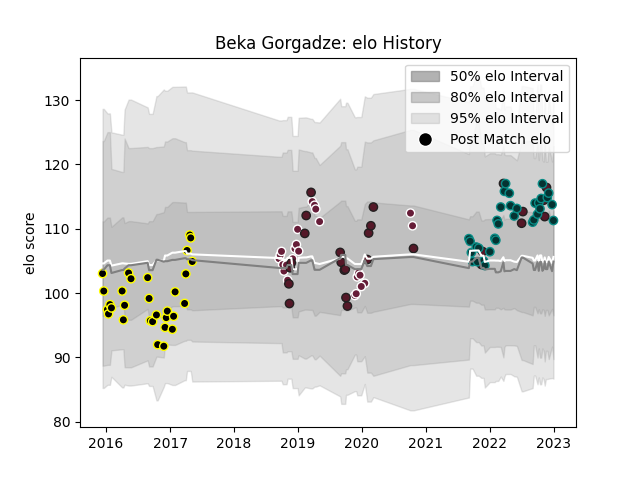 Beka Gorgadze: elo History
50% elo Interval
80% elo Interval
95% elo Interval
Post Match elo
elo score
130
120
110
100
90
80
2016
2017
2018
2019
2020
2021
2022
2023